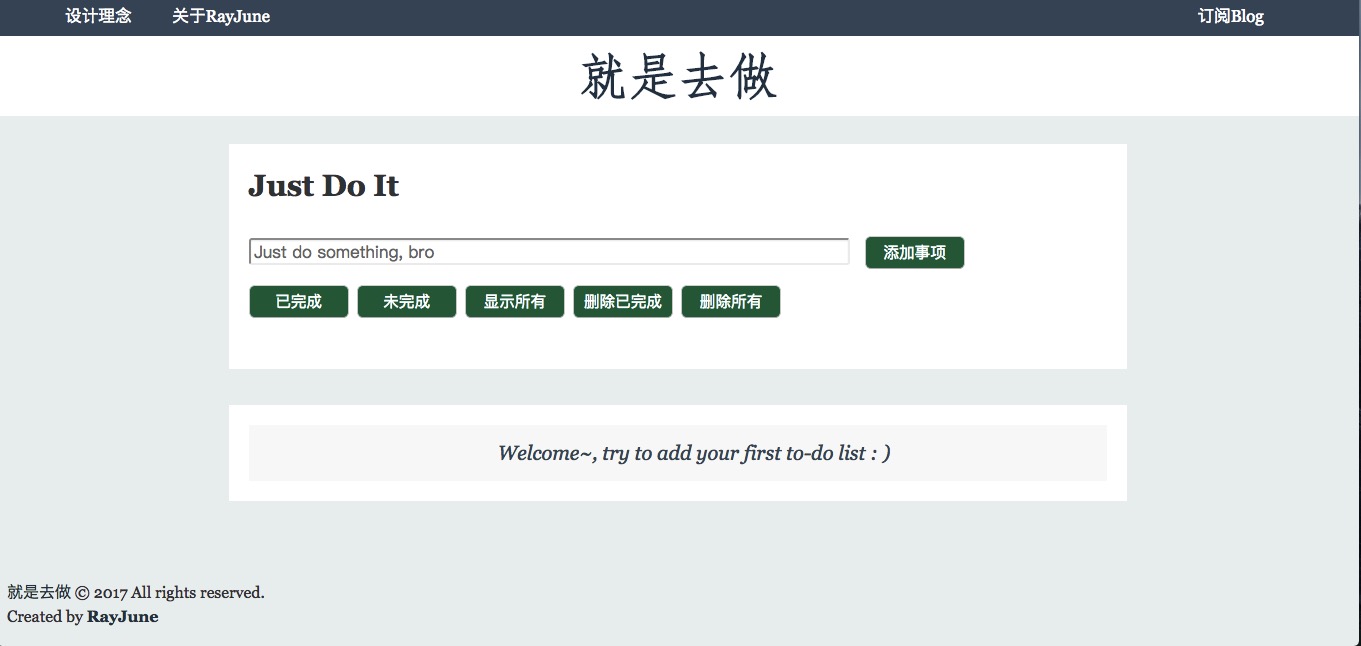 设计理念 关于RayJune 订阅Blog
就是去做
Just Do It
Just do something, bro 添加事项
已完成 未完成 显示所有 删除已完成 删除所有
Welcome~, try to add your first to-do list : )
就是去做 © 2017 All rights reserved.
Created by RayJune